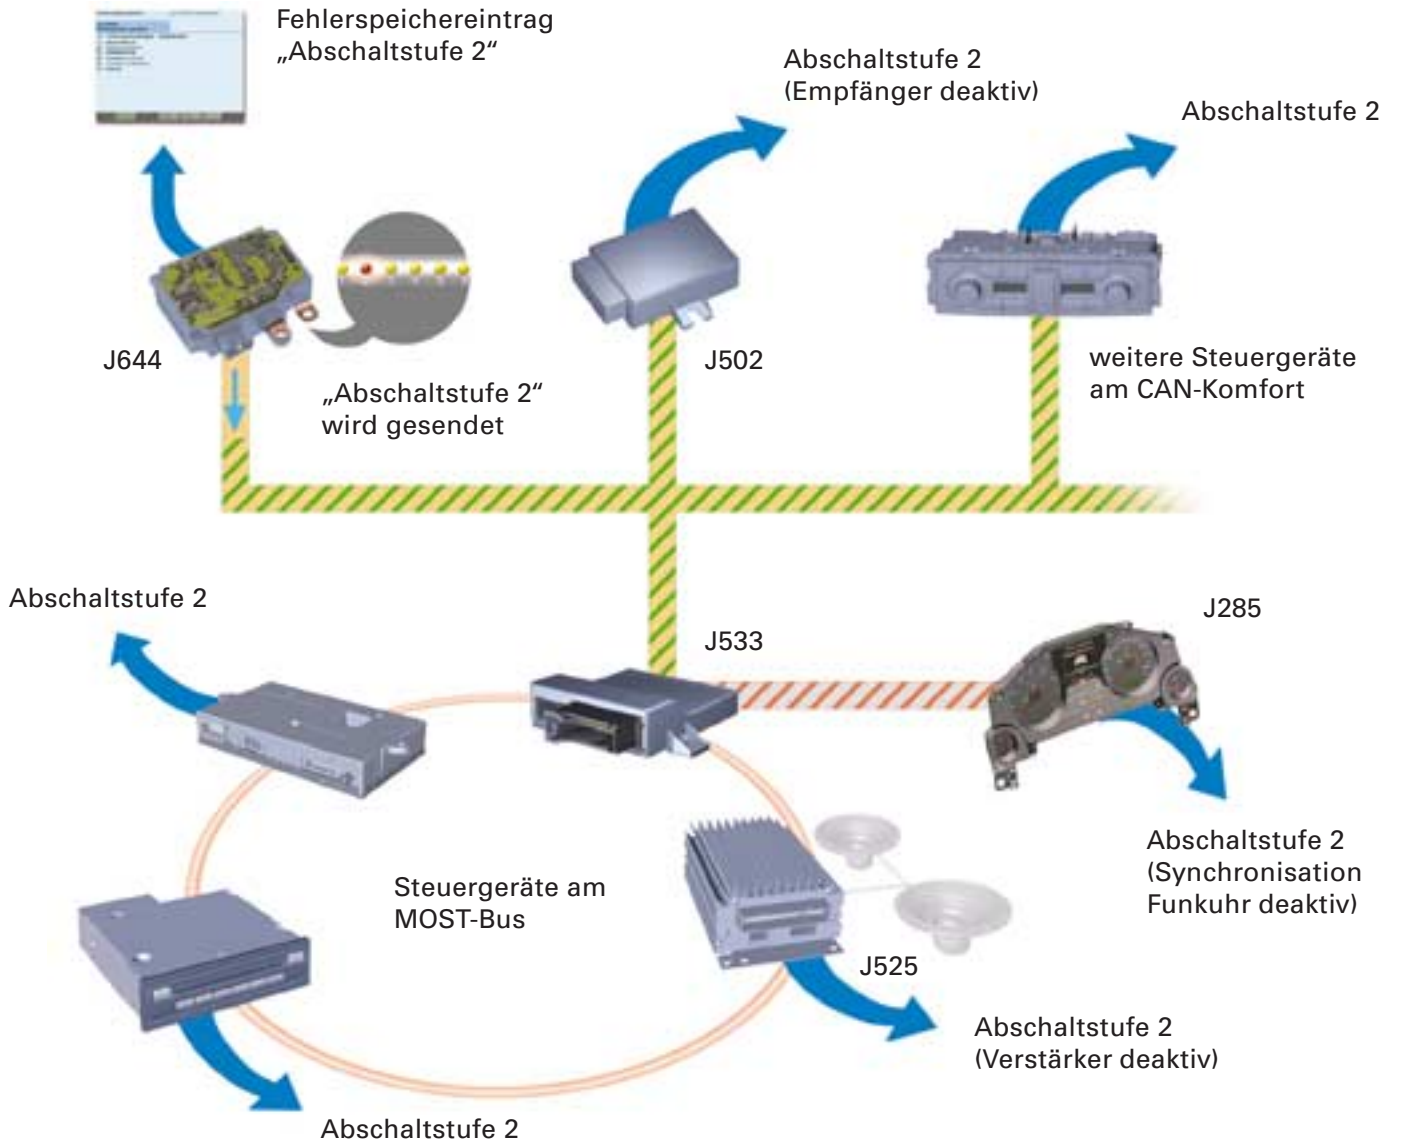 Fehlerspeichereintrag
„Abschaltstufe 2“
Abschaltstufe 2
(Empfänger deaktiv)
Abschaltstufe 2
J644
„Abschaltstufe 2“
wird gesendet
J502
weitere Steuergeräte
am CAN-Komfort
Abschaltstufe 2
J533
J285
Steuergeräte am
MOST-Bus
Abschaltstufe 2
(Synchronisation
Funkuhr deaktiv)
J525
Abschaltstufe 2
(Verstärker deaktiv)
Abschaltstufe 2